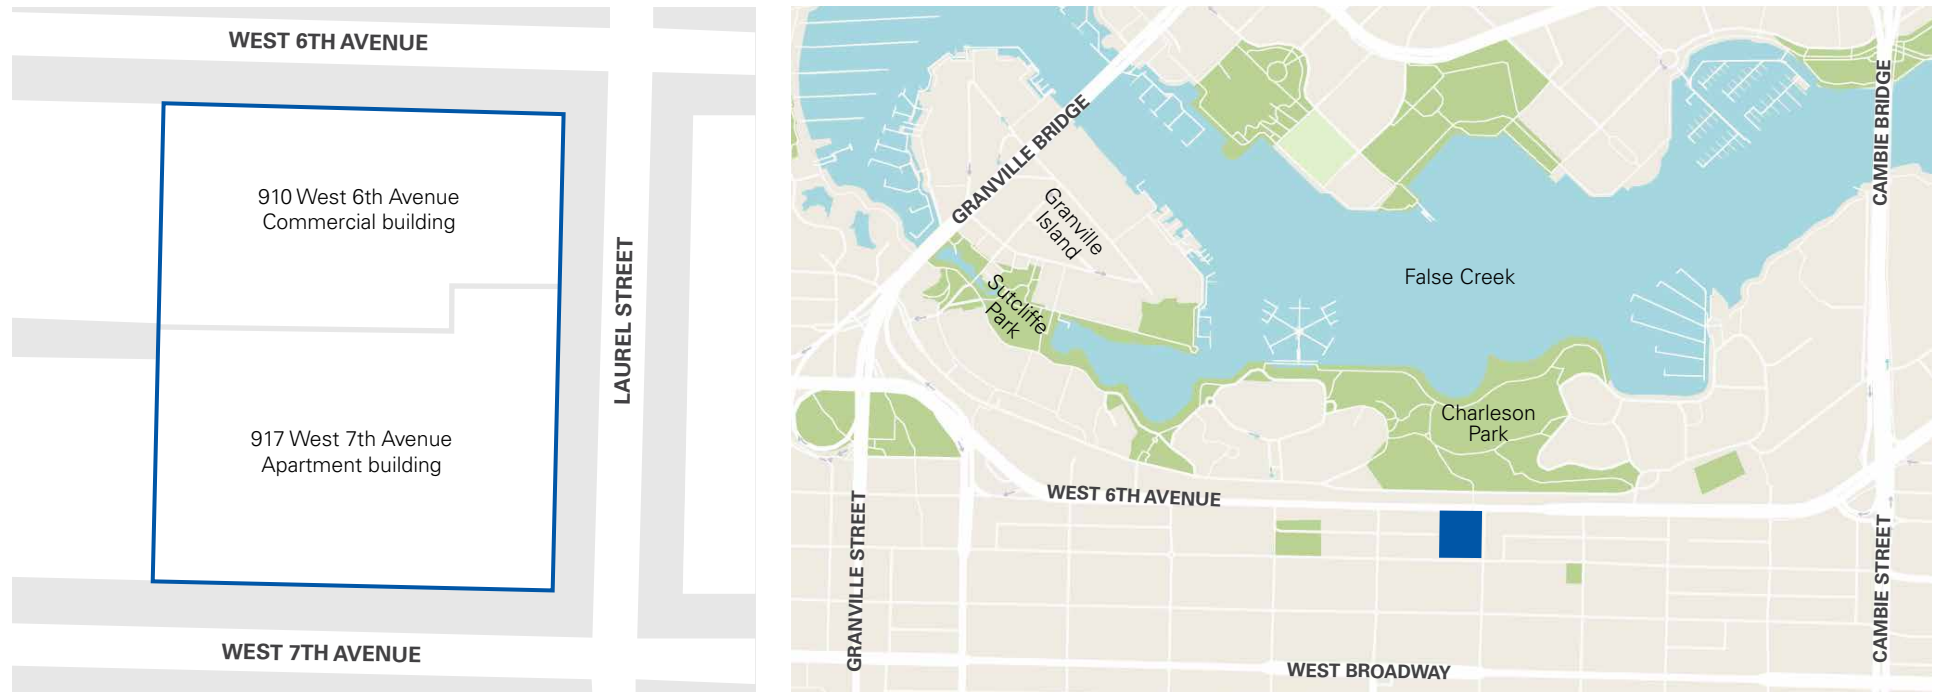 WEST 6TH AVENUE
910 West 6th Avenue
Commercial building
LAUREL STREET
917 West 7th Avenue
Apartment building
WEST 7TH AVENUE
GRANVILLE BRIDGE
CAMBIE BRIDGE
Granville
Island
False Creek
Sutcliffe
Park
Charleson
Park
WEST 6TH AVENUE
GRANVILLE STREET
CAMBIE STREET
WEST BROADWAY